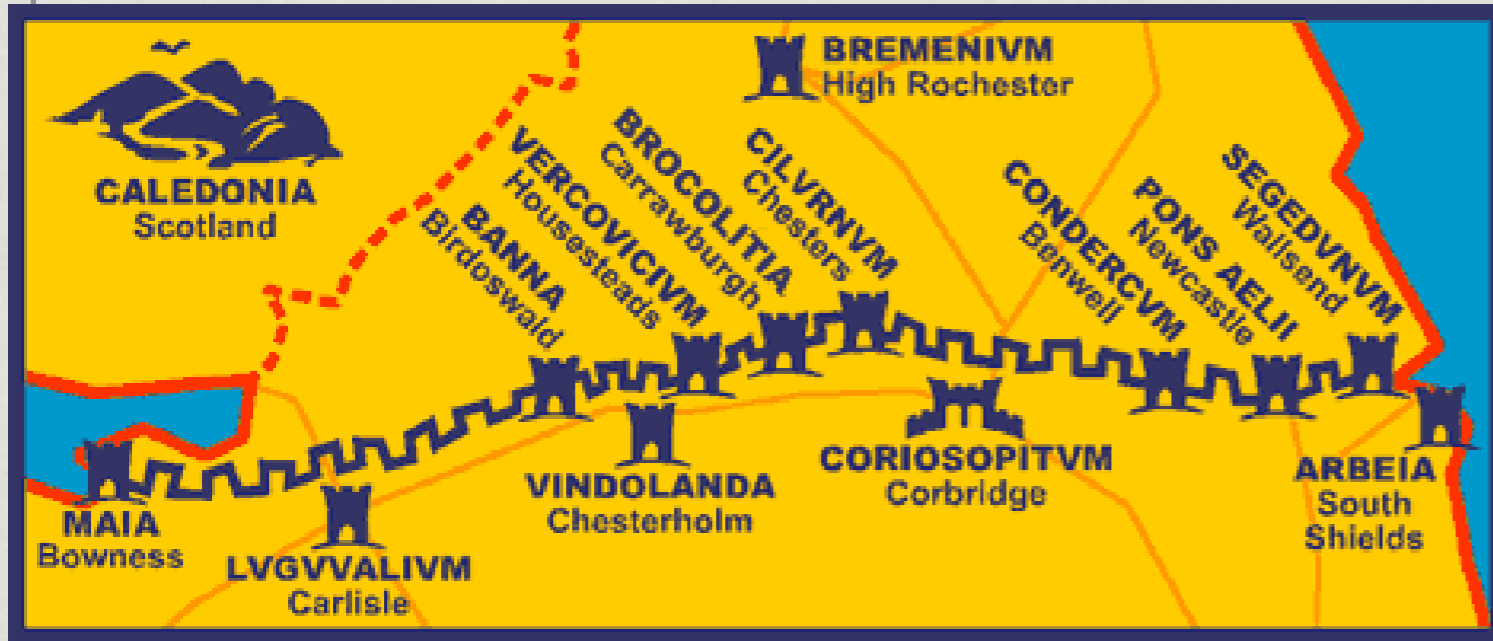 BREMENIVM
High Rochester
CALEDONIA
Scotland
BANNA
Birdoswald
VERCOVICIVM
Housesteads
BROCOLITIA
Carrawburgh
CILVRNVM
Chesters
CONDERCVM
Benwell
PONS AELII
Newcastle
SEGEDVNVM
Wallsend
MAIA
Bowness
LVGVVALIVM
Carlisle
VINDOLANDA
Chesterholm
CORIOSOPITVM
Corbridge
ARBEIA
South
Shields